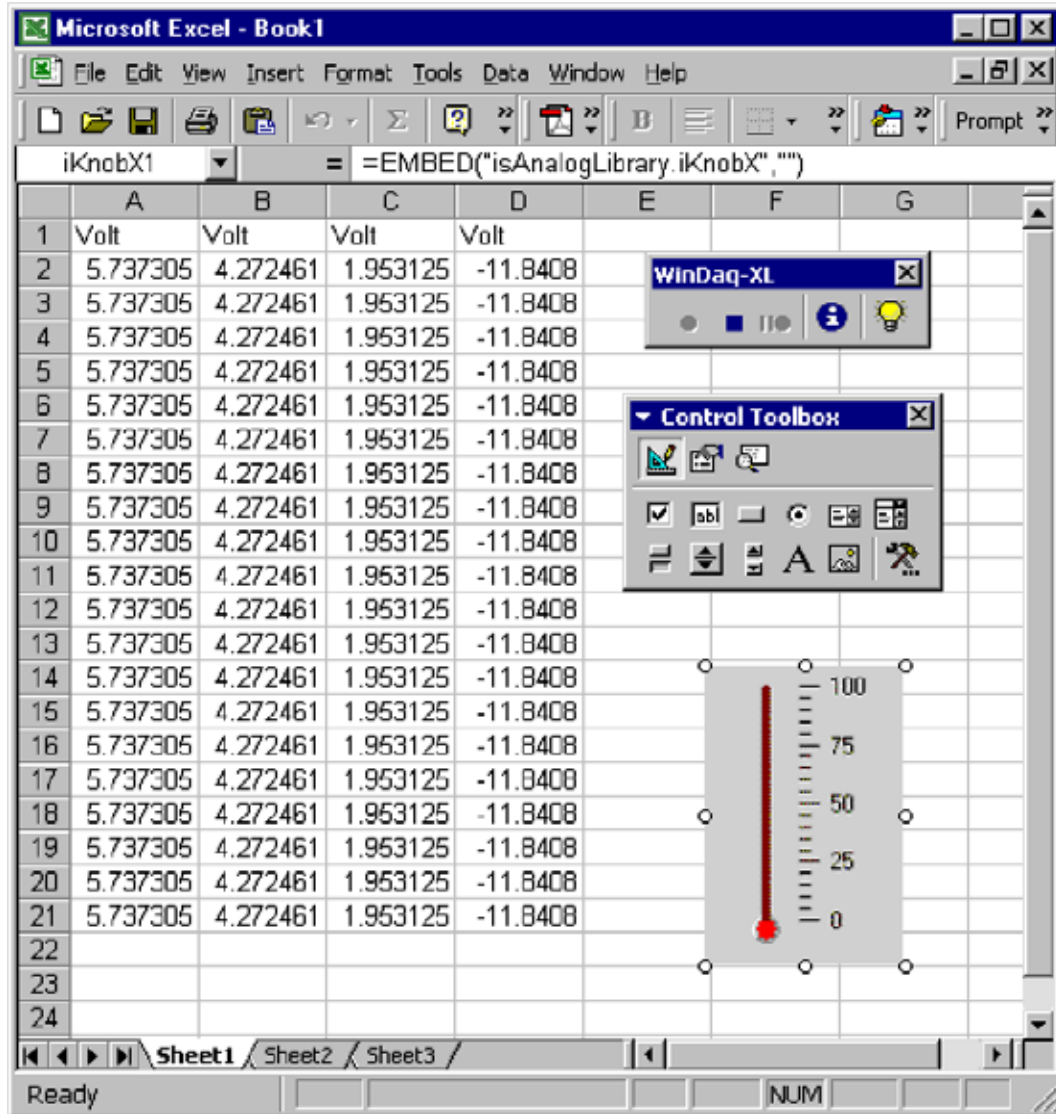 Microsoft Excel - Book1
File Edit View Insert Format Tools Data Window Help
Σ ? » » B » » Prompt »
iKnobX1 = =EMBED("isAnalogLibrary.iKnobX","")
A B C D E F G
1 Volt Volt Volt Volt
2 5.737305 4.272461 1.953125 -11.8408
3 5.737305 4.272461 1.953125 -11.8408
4 5.737305 4.272461 1.953125 -11.8408
5 5.737305 4.272461 1.953125 -11.8408
6 5.737305 4.272461 1.953125 -11.8408
7 5.737305 4.272461 1.953125 -11.8408
8 5.737305 4.272461 1.953125 -11.8408
9 5.737305 4.272461 1.953125 -11.8408
10 5.737305 4.272461 1.953125 -11.8408
11 5.737305 4.272461 1.953125 -11.8408
12 5.737305 4.272461 1.953125 -11.8408
13 5.737305 4.272461 1.953125 -11.8408
14 5.737305 4.272461 1.953125 -11.8408
15 5.737305 4.272461 1.953125 -11.8408
16 5.737305 4.272461 1.953125 -11.8408
17 5.737305 4.272461 1.953125 -11.8408
18 5.737305 4.272461 1.953125 -11.8408
19 5.737305 4.272461 1.953125 -11.8408
20 5.737305 4.272461 1.953125 -11.8408
21 5.737305 4.272461 1.953125 -11.8408
22
23
24
WinDaq-XL
Control Toolbox
abl
A
100
75
50
25
0
Sheet1 Sheet2 Sheet3
Ready NUM